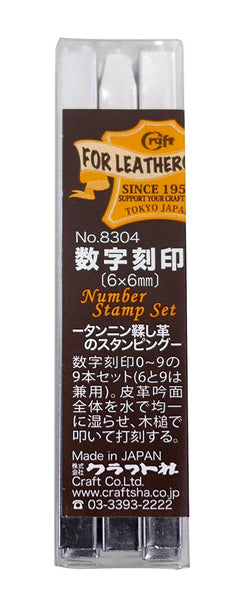 Craft
FOR LEATHERC
SINCE 195
SUPPORT YOUR CRAFT
TOKYO JAPA
No.8304
数字刻印
〔6×6㎜〕
Number
Stamp Set
ータンニン鞣し革
のスタンピングー
数字刻印0~9の
9本セット(6と9は
兼用)。皮革吟面
全体を水で均一
に湿らせ、木槌で
叩いて打刻する。
Made in JAPAN
株式会社クラフト社
Craft Co.Ltd.
www.craftsha.co.jp
☎ 03-3393-2222